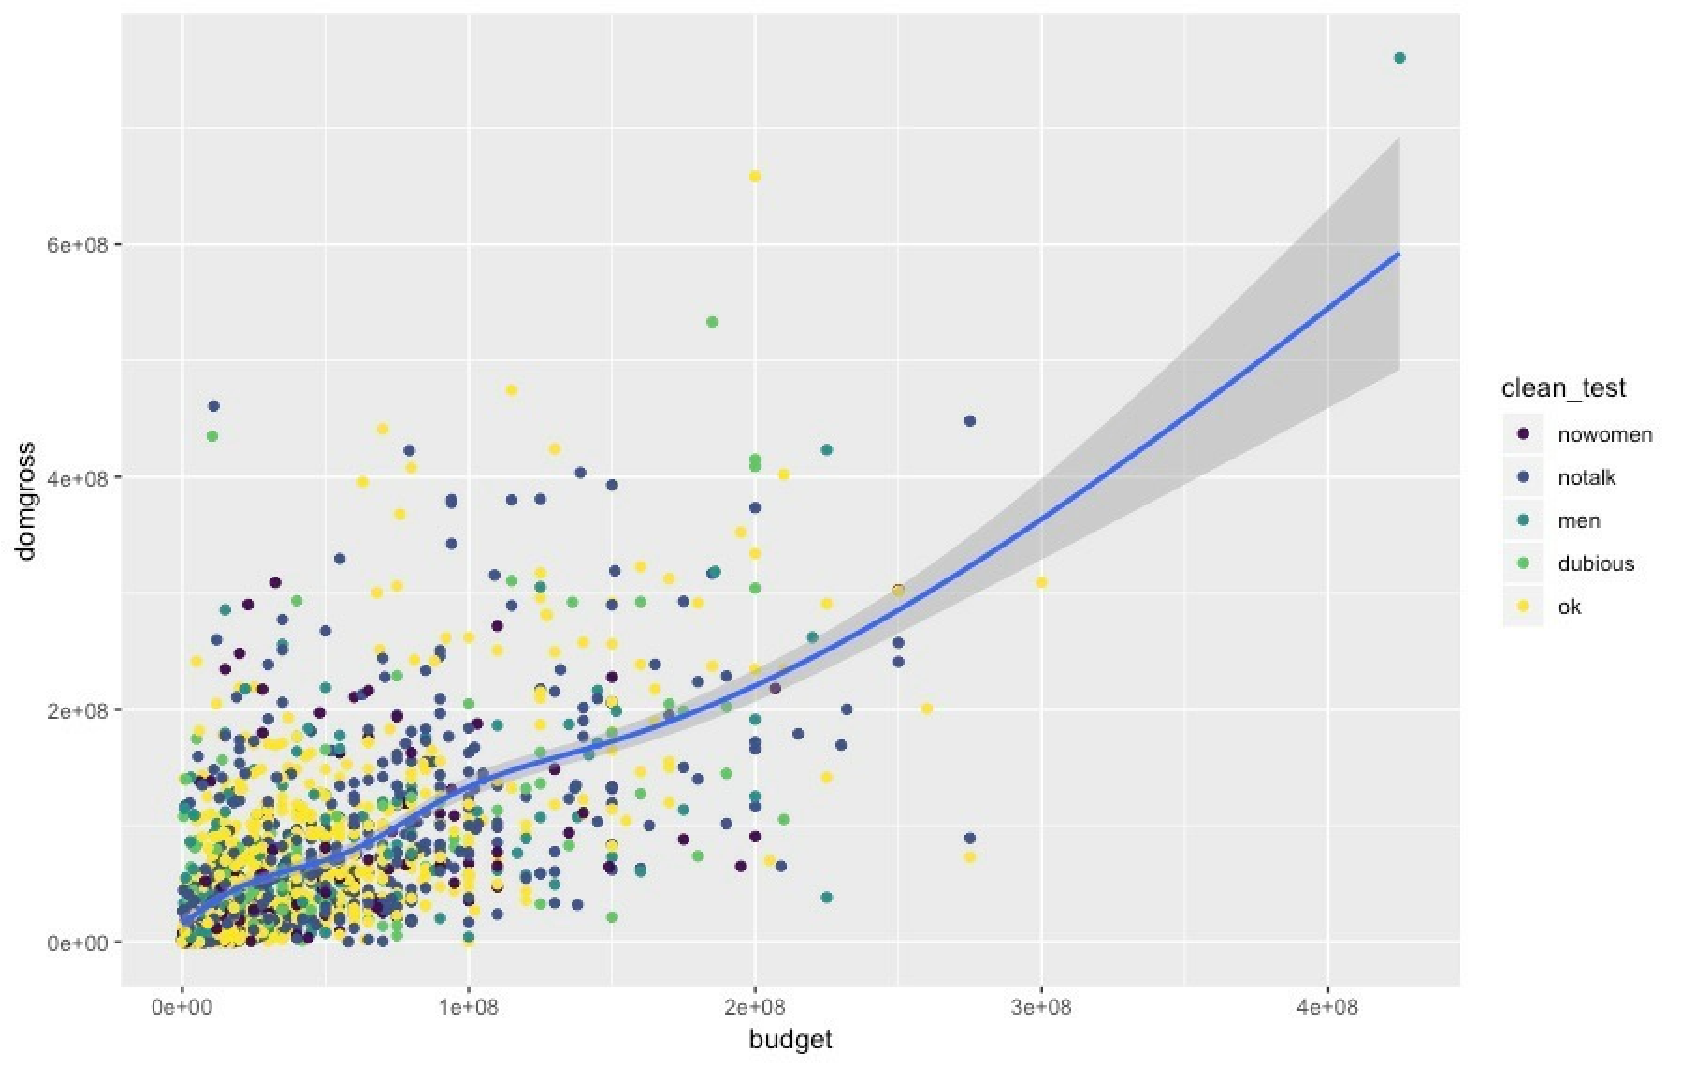 6e+08
4e+08
2e+08
0e+00
domgross
0e+00
1e+08
2e+08
3e+08
4e+08
budget
clean_test
nowomen
notalk
men
dubious
ok